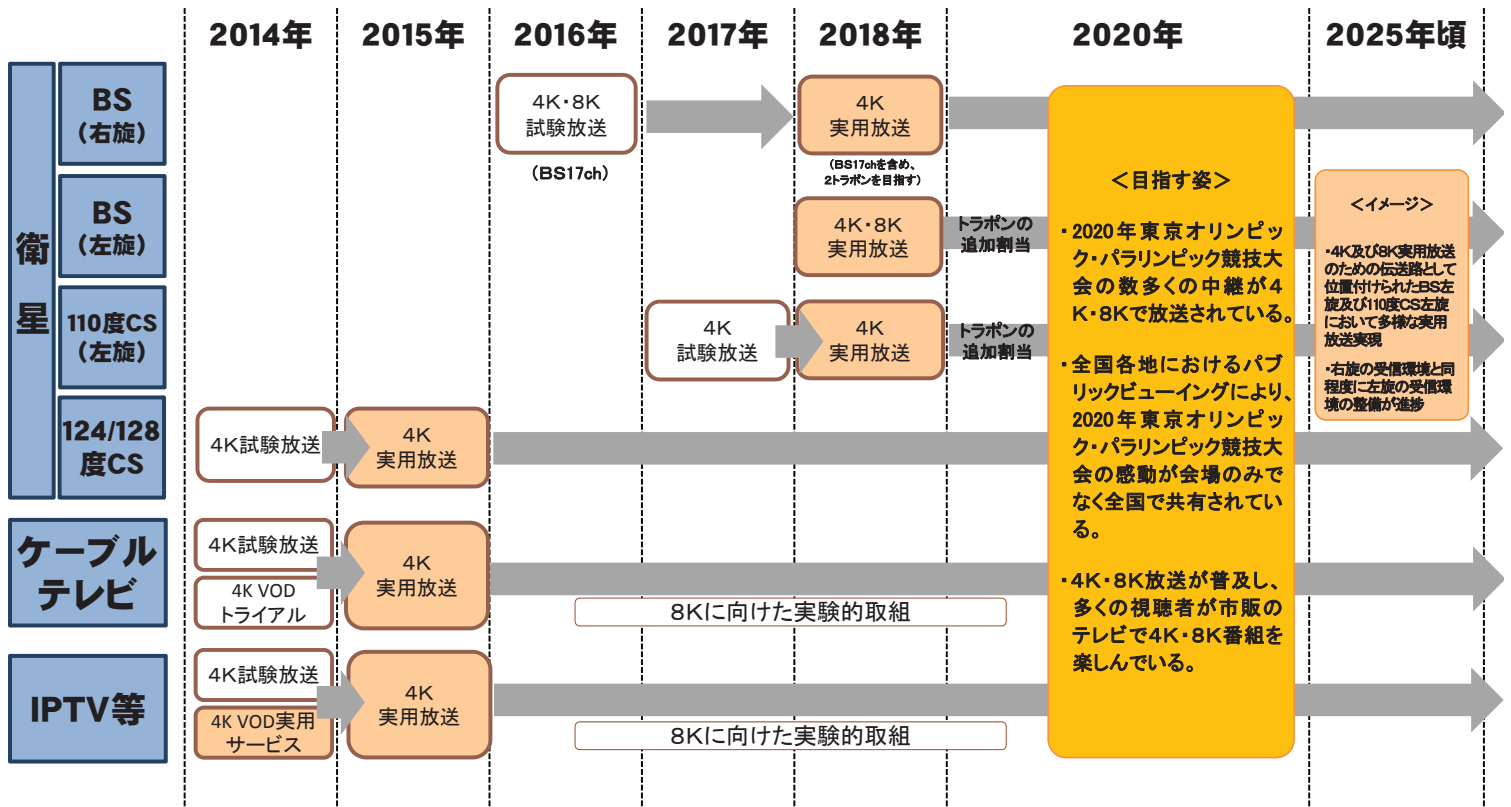 2014年
2015年
2016年
2017年
2018年
2020年
2025年頃
衛
星
BS
(右旋)
4K・8K
試験放送
(BS17ch)
4K
実用放送
(BS17chを含め、
2トラポンを目指す)
BS
(左旋)
4K・8K
実用放送
トラポンの
追加割当
110度CS
(左旋)
4K
試験放送
4K
実用放送
トラポンの
追加割当
124/128
度CS
4K試験放送
4K
実用放送
ケーブル
テレビ
4K試験放送
4K VOD
トライアル
4K
実用放送
8Kに向けた実験的取組
IPTV等
4K試験放送
4K VOD実用
サービス
4K
実用放送
8Kに向けた実験的取組
＜目指す姿＞
・2020年東京オリンピッ
ク・パラリンピック競技大
会の数多くの中継が4
K・8Kで放送されている。
・全国各地におけるパブ
リックビューイングにより、
2020年東京オリンピッ
ク・パラリンピック競技大
会の感動が会場のみで
なく全国で共有されてい
る。
・4K・8K放送が普及し、
多くの視聴者が市販の
テレビで4K・8K番組を
楽しんでいる。
＜イメージ＞
・4K及び8K実用放送
のための伝送路として
位置付けられたBS左
旋及び110度CS左旋
において多様な実用
放送実現
・右旋の受信環境と同
程度に左旋の受信環
境の整備が進捗